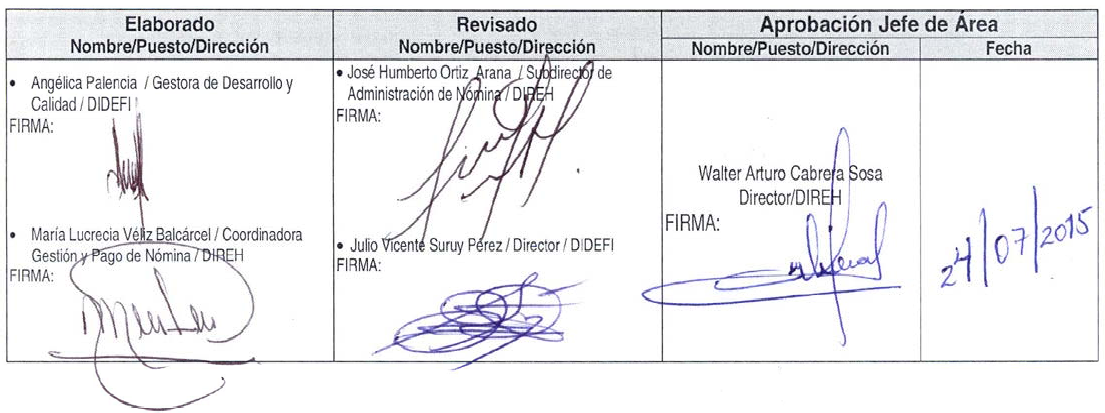 Elaborado
Nombre/Puesto/Dirección
Revisado
Nombre/Puesto/Dirección
Aprobación Jefe de Área
Nombre/Puesto/Dirección
Fecha
• Angélica Palencia / Gestora de Desarrollo y
Calidad / DIDEFI
FIRMA:
• María Lucrecia Véliz Balcárcel / Coordinadora
Gestión y Pago de Nómina / DIREH
FIRMA:
• José Humberto Ortiz Arana / Subdirector de
Administración de Nómina / DIREH
FIRMA:
• Julio Vicente Suruy Pérez / Director / DIDEFI
FIRMA:
Walter Arturo Cabrera Sosa
Director/DIREH
FIRMA:
24/07/2015